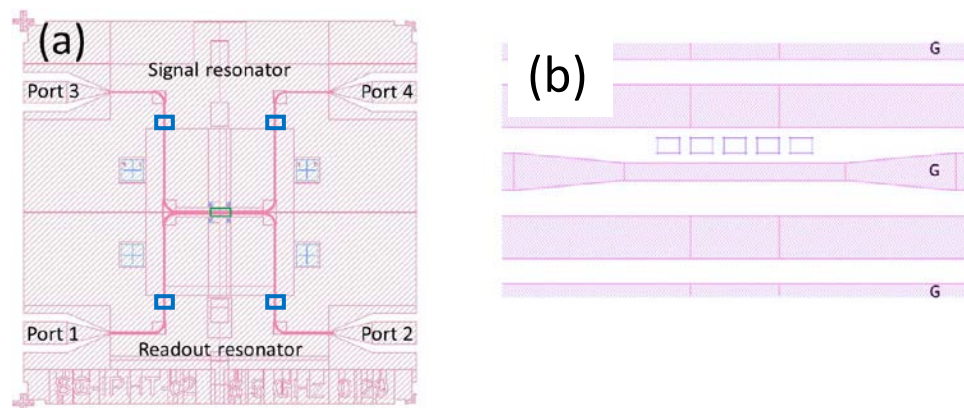 (a)
Signal resonator
Port 3
Port 4
Port 1
Port 2
Readout resonator
(b)
G
G
G